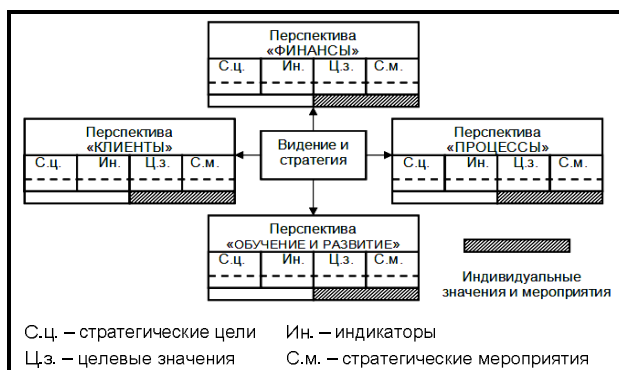 Перспектива
«ФИНАНСЫ»
С.ц. Ин. Ц.з. С.м.
Перспектива
«КЛИЕНТЫ»
С.ц. Ин. Ц.з. С.м.
Видение и
стратегия
Перспектива
«ПРОЦЕССЫ»
С.ц. Ин. Ц.з. С.м.
Перспектива
«ОБУЧЕНИЕ И РАЗВИТИЕ»
С.ц. Ин. Ц.з. С.м.
Индивидуальные
значения и мероприятия
С.ц. – стратегические цели Ин. – индикаторы
Ц.з. – целевые значения С.м. – стратегические мероприятия